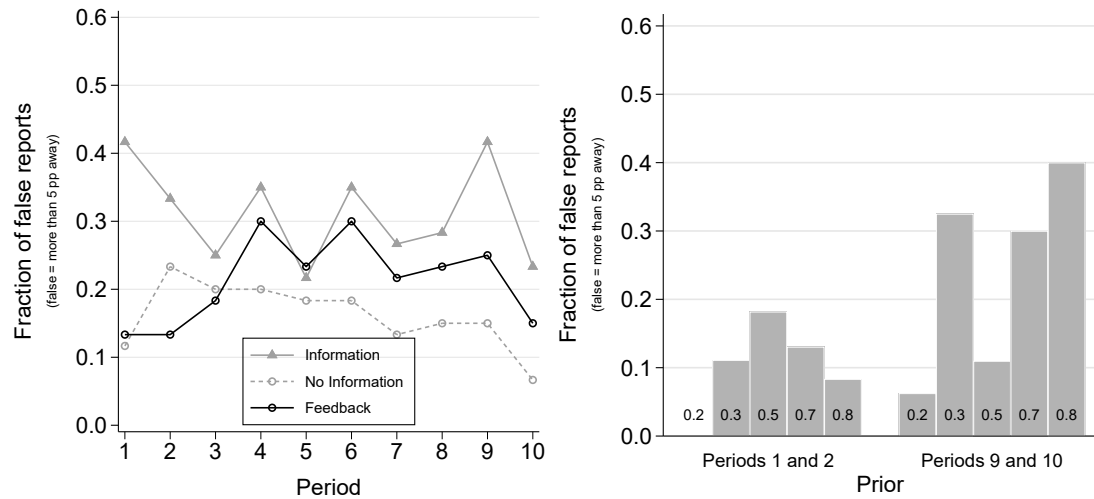 Fraction of false reports
(false = more than 5 pp away)
0.6
0.5
0.4
0.3
0.2
0.1
0.0
Information
No Information
Feedback
1 2 3 4 5 6 7 8 9 10
Period
Fraction of false reports
(false = more than 5 pp away)
0.6
0.5
0.4
0.3
0.2
0.1
0.0
0.2 0.3 0.5 0.7 0.8 0.2 0.3 0.5 0.7 0.8
Periods 1 and 2 Periods 9 and 10
Prior